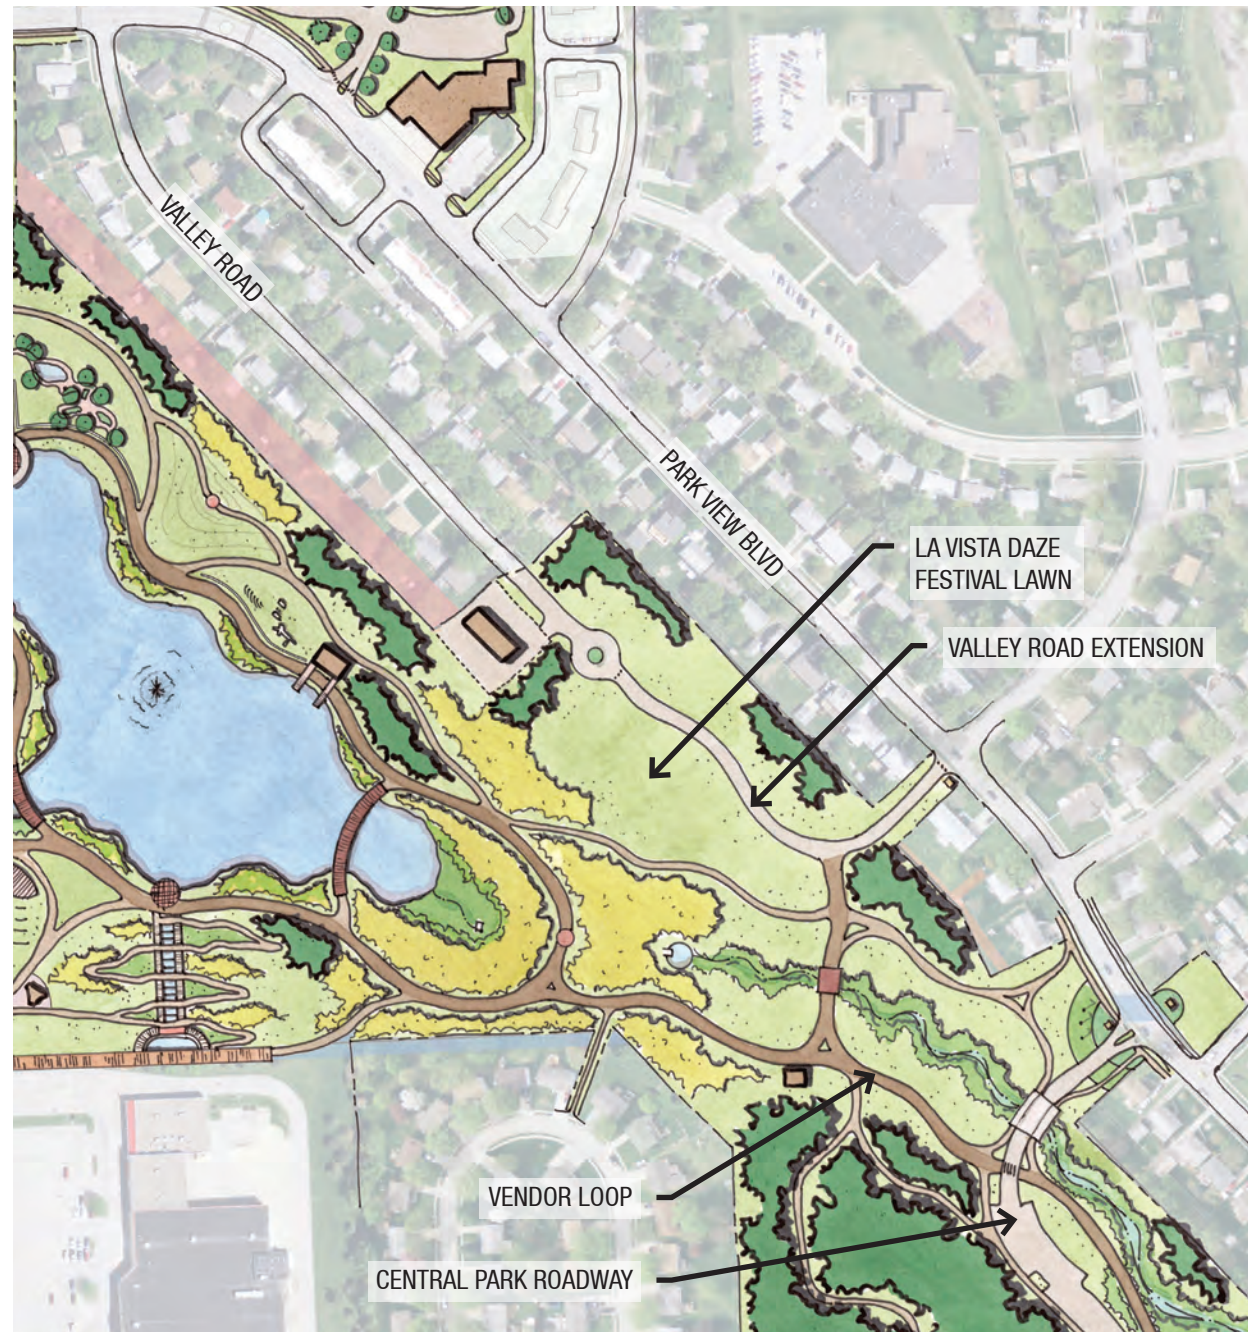 VALLEY ROAD
PARK VIEW BLVD
LA VISTA DAZE
FESTIVAL LAWN
VALLEY ROAD EXTENSION
VENDOR LOOP
CENTRAL PARK ROADWAY